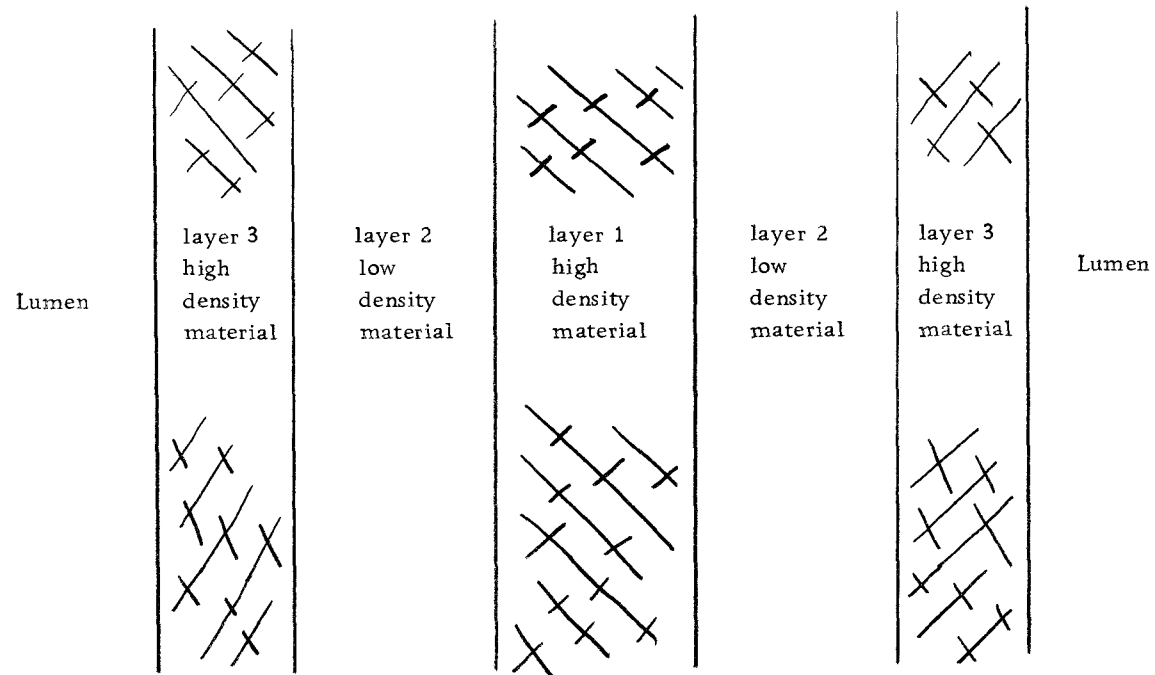 Lumen
layer 3
high
density
material
layer 2
low
density
material
layer 1
high
density
material
layer 2
low
density
material
layer 3
high
density
material
Lumen